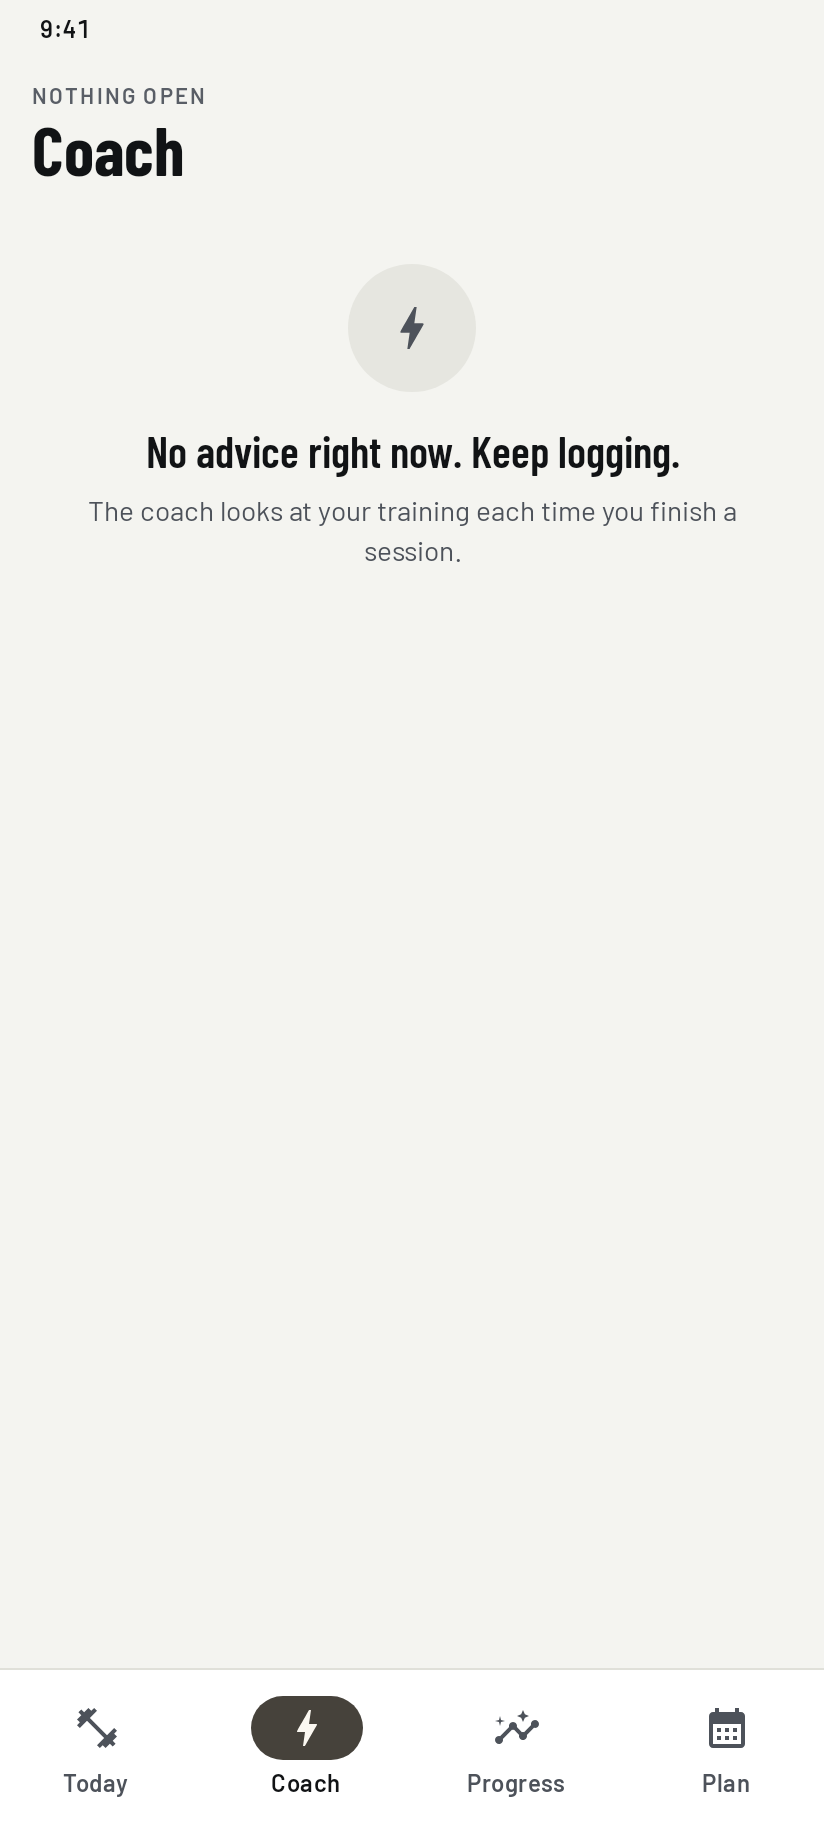 9:41
NOTHING OPEN
Coach
No advice right now. Keep logging.
The coach looks at your training each time you finish a
session.
Today
Coach
Progress
Plan